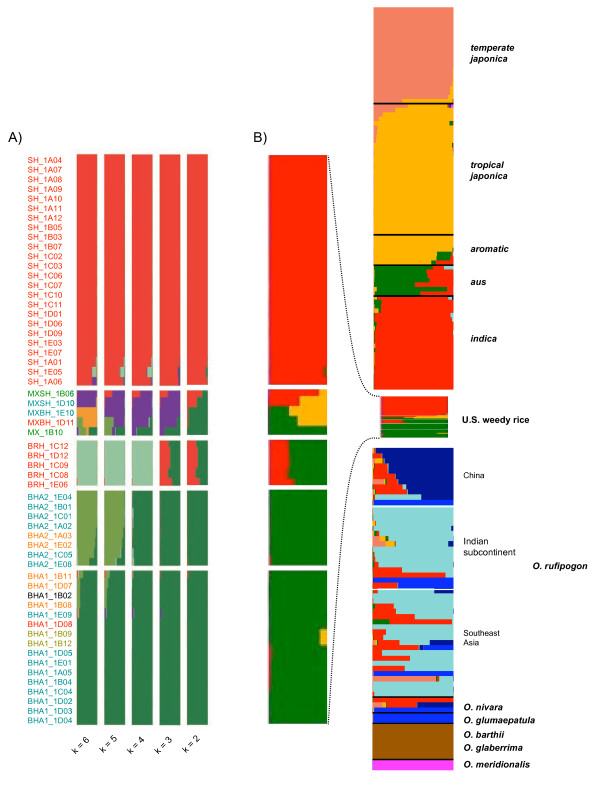 A)
SH_1A04
SH_1A07
SH_1A08
SH_1A09
SH_1A10
SH_1A11
SH_1A12
SH_1B05
SH_1B03
SH_1B07
SH_1C02
SH_1C03
SH_1C06
SH_1C07
SH_1C10
SH_1C11
SH_1D01
SH_1D06
SH_1D09
SH_1E03
SH_1E07
SH_1A01
SH_1E05
SH_1A06
MXSH_1B06
MXSH_1D10
MXBH_1E10
MXBH_1D11
MX_1B10
BRH_1C12
BRH_1D12
BRH_1C09
BRH_1C08
BRH_1E06
BHA2_1E04
BHA2_1B01
BHA2_1C01
BHA2_1A02
BHA2_1A03
BHA2_1E02
BHA2_1C05
BHA2_1E08
BHA1_1B11
BHA1_1D07
BHA1_1B02
BHA1_1B08
BHA1_1E09
BHA1_1D08
BHA1_1B09
BHA1_1B12
BHA1_1D05
BHA1_1E01
BHA1_1A05
BHA1_1B04
BHA1_1C04
BHA1_1D02
BHA1_1D03
BHA1_1D04
k = 6
k = 5
k = 4
k = 3
k = 2
B)
temperate
japonica
tropical
japonica
aromatic
aus
indica
U.S. weedy rice
China
Indian
subcontinent
O. rufipogon
Southeast
Asia
O. nivara
O. glumaepatula
O. barthii
O. glaberrima
O. meridionalis